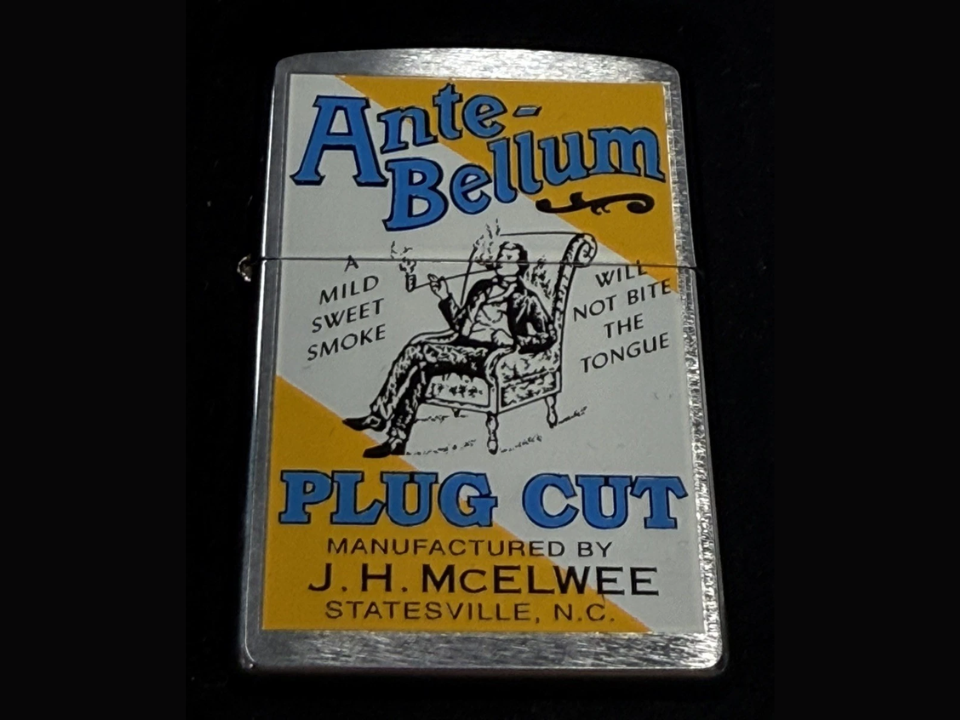 Ante-
Bellum
A
MILD
SWEET
SMOKE
WILL
NOT BITE
THE
TONGUE
PLUG CUT
MANUFACTURED BY
J. H. McELWEE
STATESVILLE, N.C.